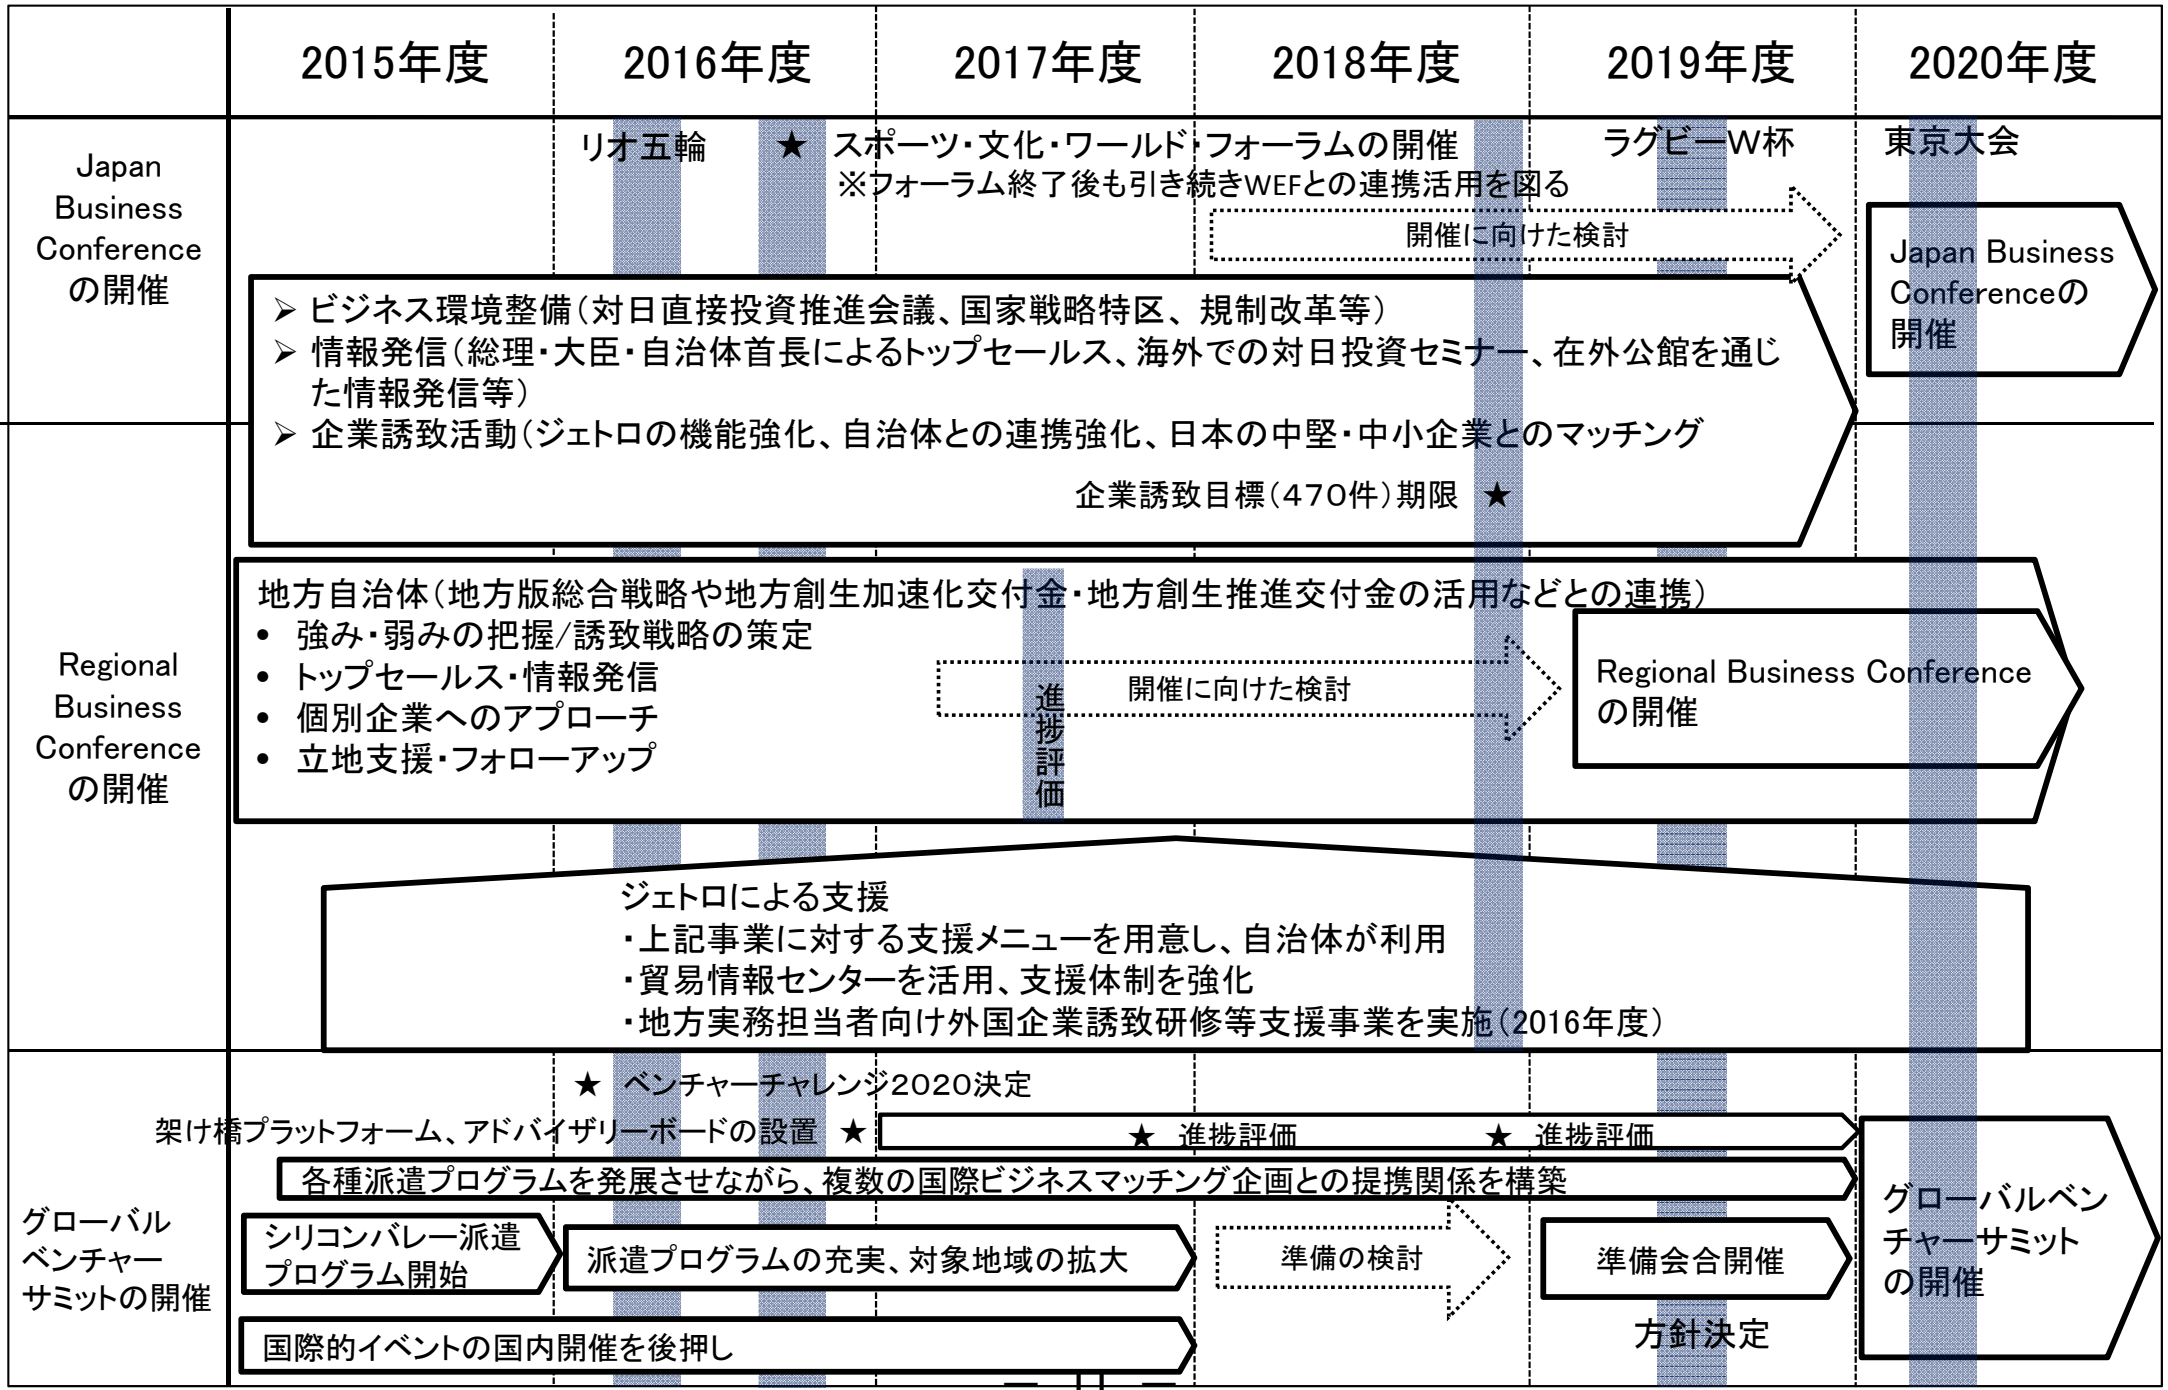 2015年度
2016年度
2017年度
2018年度
2019年度
2020年度
Japan
Business
Conference
の開催
リオ五輪
★ スポーツ・文化・ワールド・フォーラムの開催
※フォーラム終了後も引き続きWEFとの連携活用を図る
ラグビーW杯
東京大会
開催に向けた検討
Japan Business
Conferenceの
開催
➢ ビジネス環境整備(対日直接投資推進会議、国家戦略特区、規制改革等)
➢ 情報発信(総理・大臣・自治体首長によるトップセールス、海外での対日投資セミナー、在外公館を通じ
た情報発信等)
➢ 企業誘致活動(ジェトロの機能強化、自治体との連携強化、日本の中堅・中小企業とのマッチング
企業誘致目標(470件)期限 ★
Regional
Business
Conference
の開催
地方自治体(地方版総合戦略や地方創生加速化交付金・地方創生推進交付金の活用などとの連携)
• 強み・弱みの把握/誘致戦略の策定
• トップセールス・情報発信
• 個別企業へのアプローチ
• 立地支援・フォローアップ
進捗評価
開催に向けた検討
Regional Business Conference
の開催
ジェトロによる支援
・上記事業に対する支援メニューを用意し、自治体が利用
・貿易情報センターを活用、支援体制を強化
・地方実務担当者向け外国企業誘致研修等支援事業を実施(2016年度)
グローバル
ベンチャー
サミットの開催
★ ベンチャーチャレンジ2020決定
架け橋プラットフォーム、アドバイザリーボードの設置 ★
★ 進捗評価
★ 進捗評価
各種派遣プログラムを発展させながら、複数の国際ビジネスマッチング企画との提携関係を構築
シリコンバレー派遣
プログラム開始
派遣プログラムの充実、対象地域の拡大
準備の検討
準備会合開催
方針決定
グローバルベン
チャーサミット
の開催
国際的イベントの国内開催を後押し